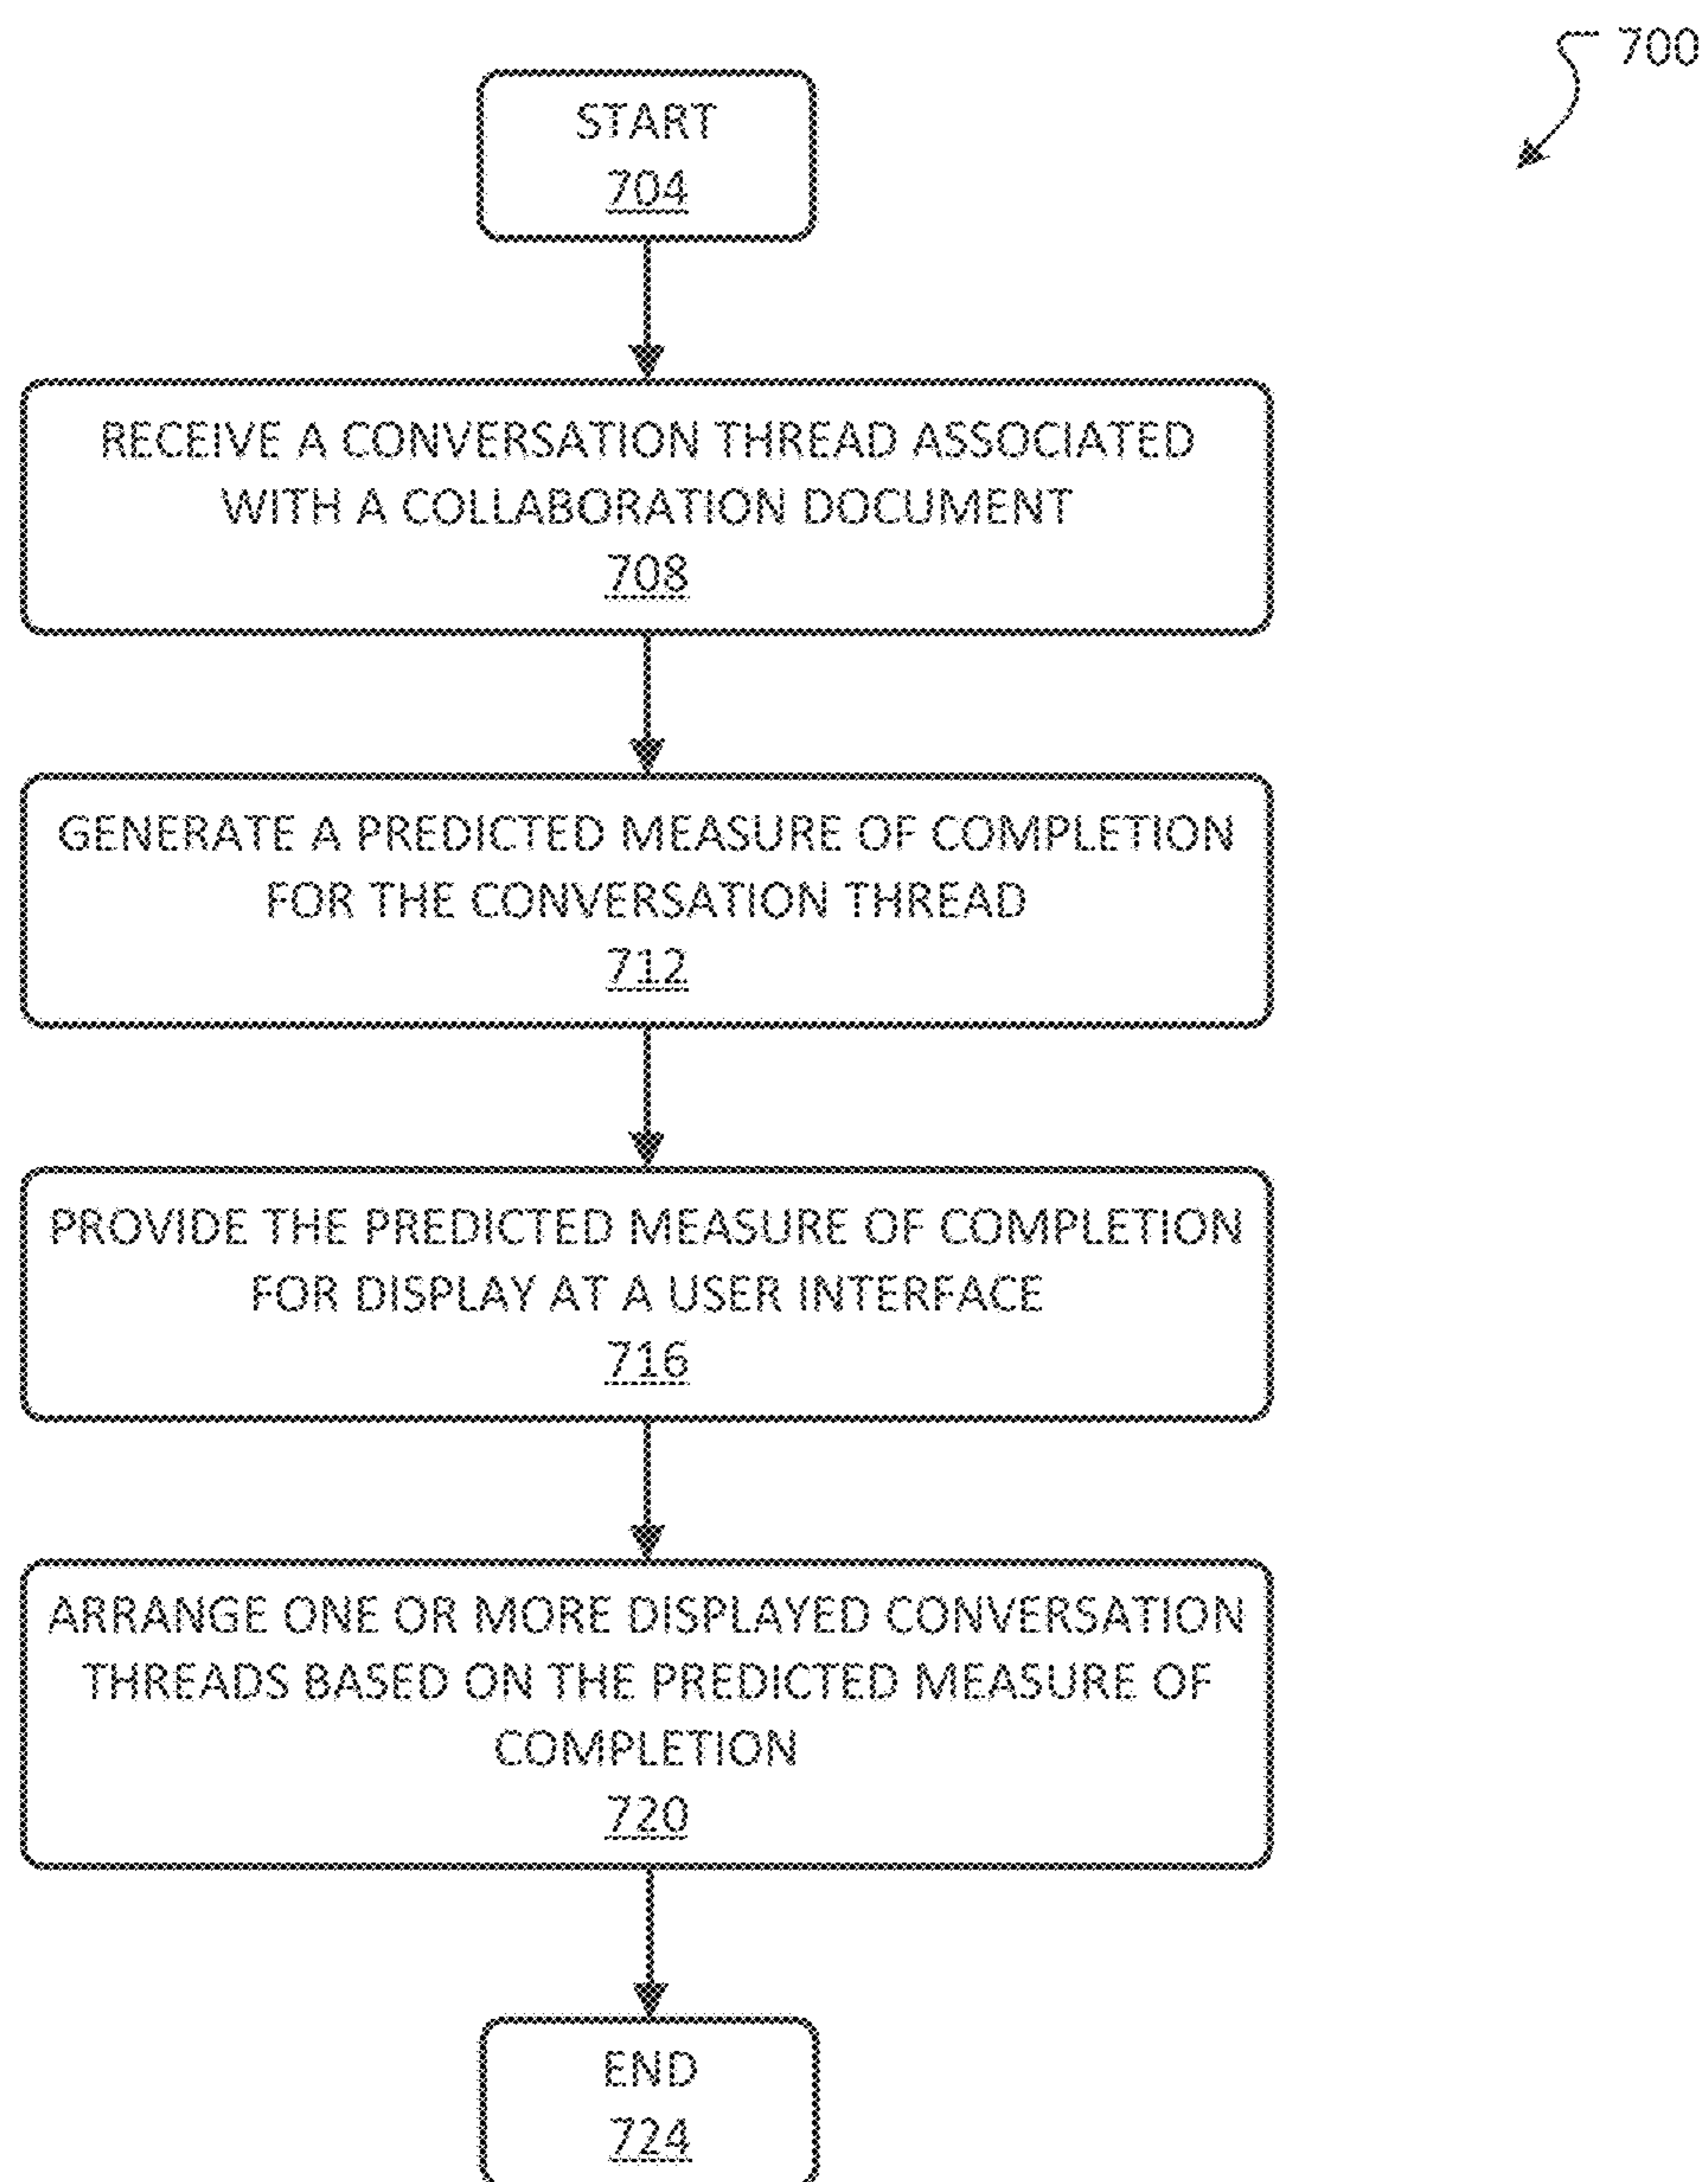 700
START
704
RECEIVE A CONVERSATION THREAD ASSOCIATED
WITH A COLLABORATION DOCUMENT
708
GENERATE A PREDICTED MEASURE OF COMPLETION
FOR THE CONVERSATION THREAD
712
PROVIDE THE PREDICTED MEASURE OF COMPLETION
FOR DISPLAY AT A USER INTERFACE
716
ARRANGE ONE OR MORE DISPLAYED CONVERSATION
THREADS BASED ON THE PREDICTED MEASURE OF
COMPLETION
720
END
724